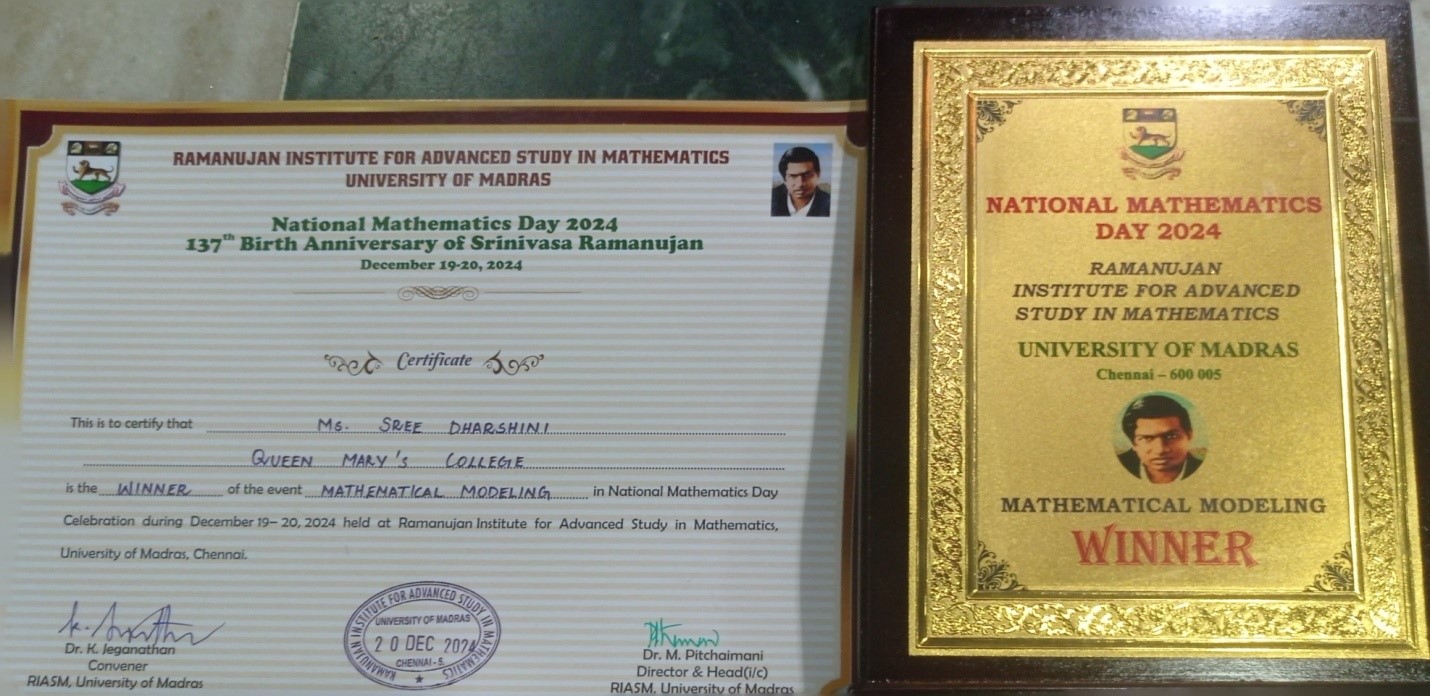 RAMANUJAN INSTITUTE FOR ADVANCED STUDY IN MATHEMATICS
UNIVERSITY OF MADRAS
National Mathematics Day 2024
137th Birth Anniversary of Srinivasa Ramanujan
December 19-20, 2024
Certificate
This is to certify that Ms. SREE DHARSHINI
QUEEN MARY'S COLLEGE
is the WINNER of the event MATHEMATICAL MODELING in National Mathematics Day
Celebration during December 19– 20, 2024 held at Ramanujan Institute for Advanced Study in Mathematics,
University of Madras, Chennai.
Dr. K. Jeganathan
Convener
RIASM, University of Madras
RAMANUJAN INSTITUTE FOR ADVANCED STUDY IN MATHEMATICS
UNIVERSITY OF MADRAS
20 DEC 2024
CHENNAI-5.
Dr. M. Pitchaimani
Director & Head(i/c)
RIASM, University of Madras
NATIONAL MATHEMATICS
DAY 2024
RAMANUJAN
INSTITUTE FOR ADVANCED
STUDY IN MATHEMATICS
UNIVERSITY OF MADRAS
Chennai – 600 005
MATHEMATICAL MODELING
WINNER